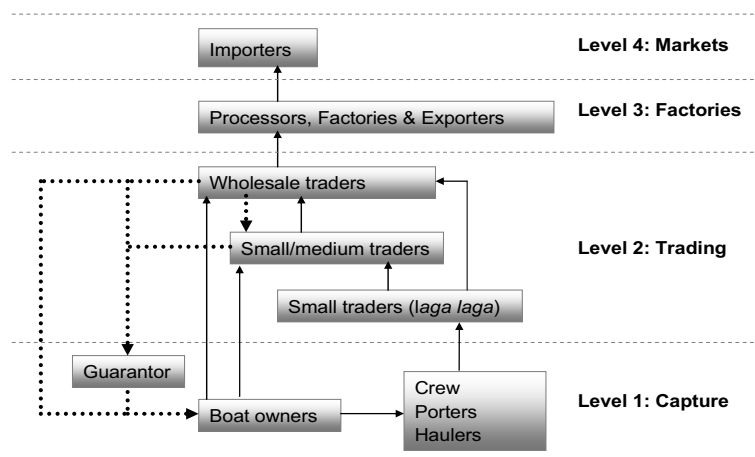 Importers
Level 4: Markets
Processors, Factories & Exporters
Level 3: Factories
Wholesale traders
Small/medium traders
Level 2: Trading
Small traders (laga laga)
Guarantor
Boat owners
Crew
Porters
Haulers
Level 1: Capture